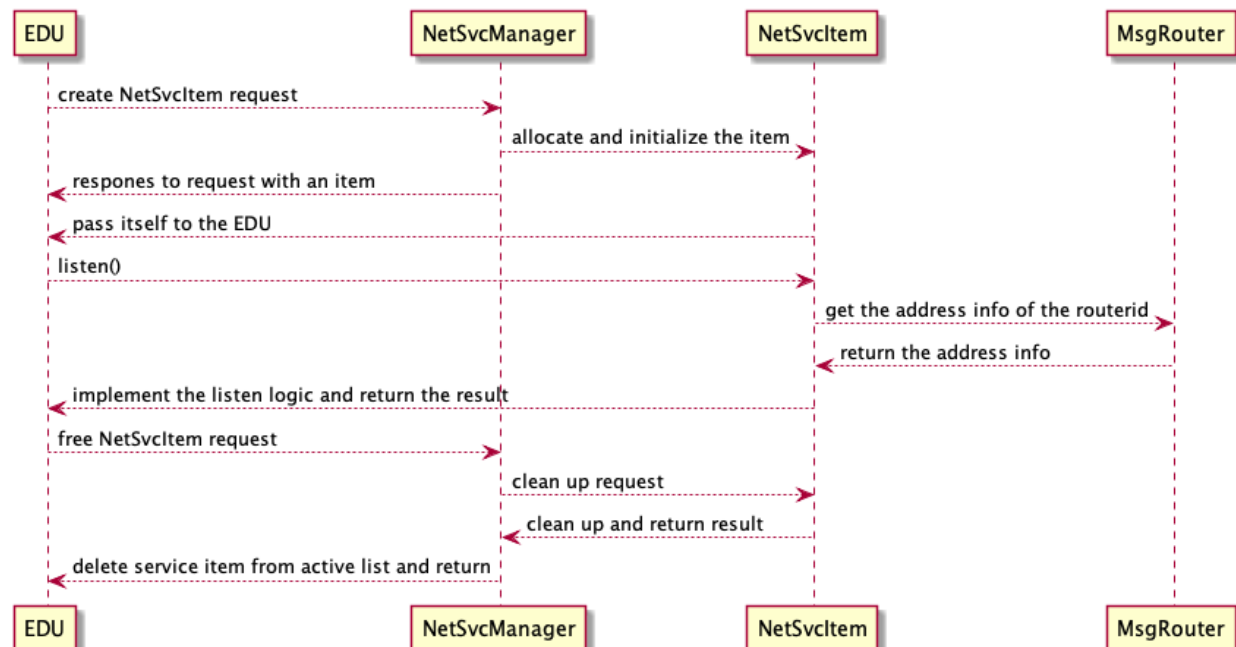 EDU NetSvcManager NetSvcItem MsgRouter
create NetSvcItem request
allocate and initialize the item
respones to request with an item
pass itself to the EDU
listen()
get the address info of the routerid
return the address info
implement the listen logic and return the result
free NetSvcItem request
clean up request
clean up and return result
delete service item from active list and return
EDU NetSvcManager NetSvcItem MsgRouter